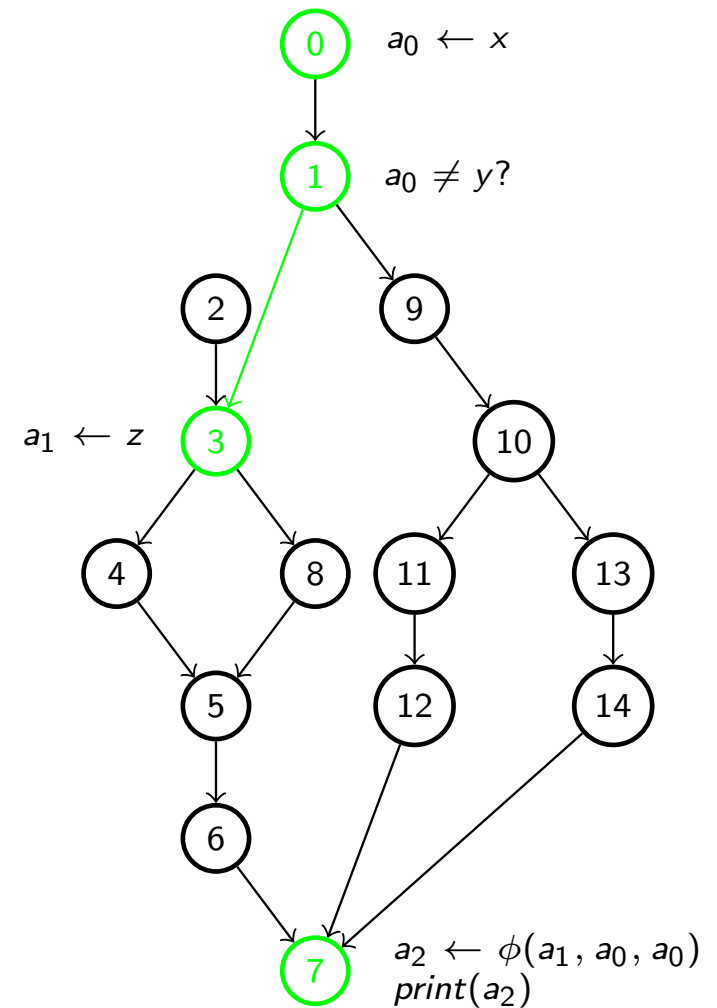 0 a₀ ← x
1 a₀ ≠ y?
2 9
a₁ ← z 3 10
4 8 11 13
5 12 14
6
7 a₂ ← ϕ(a₁, a₀, a₀)
print(a₂)